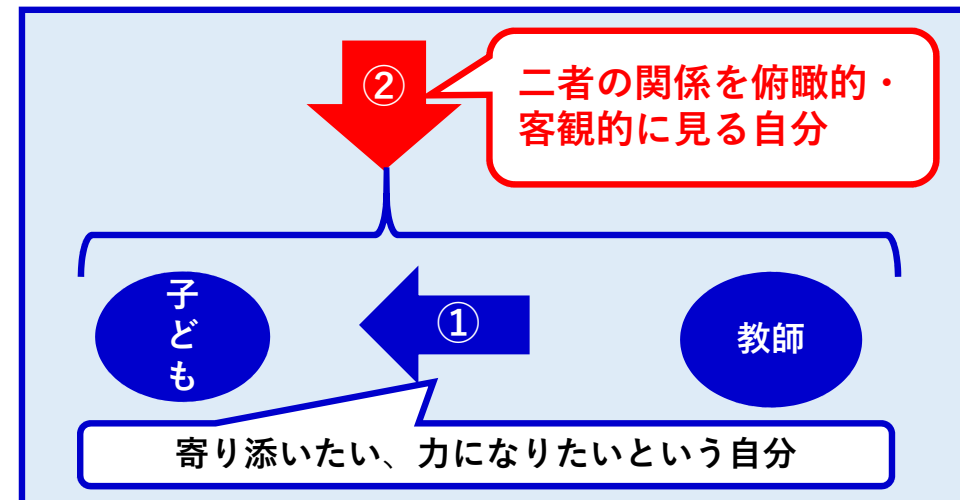 ②
二者の関係を俯瞰的・
客観的に見る自分
子ども
①
教師
寄り添いたい、力になりたいという自分